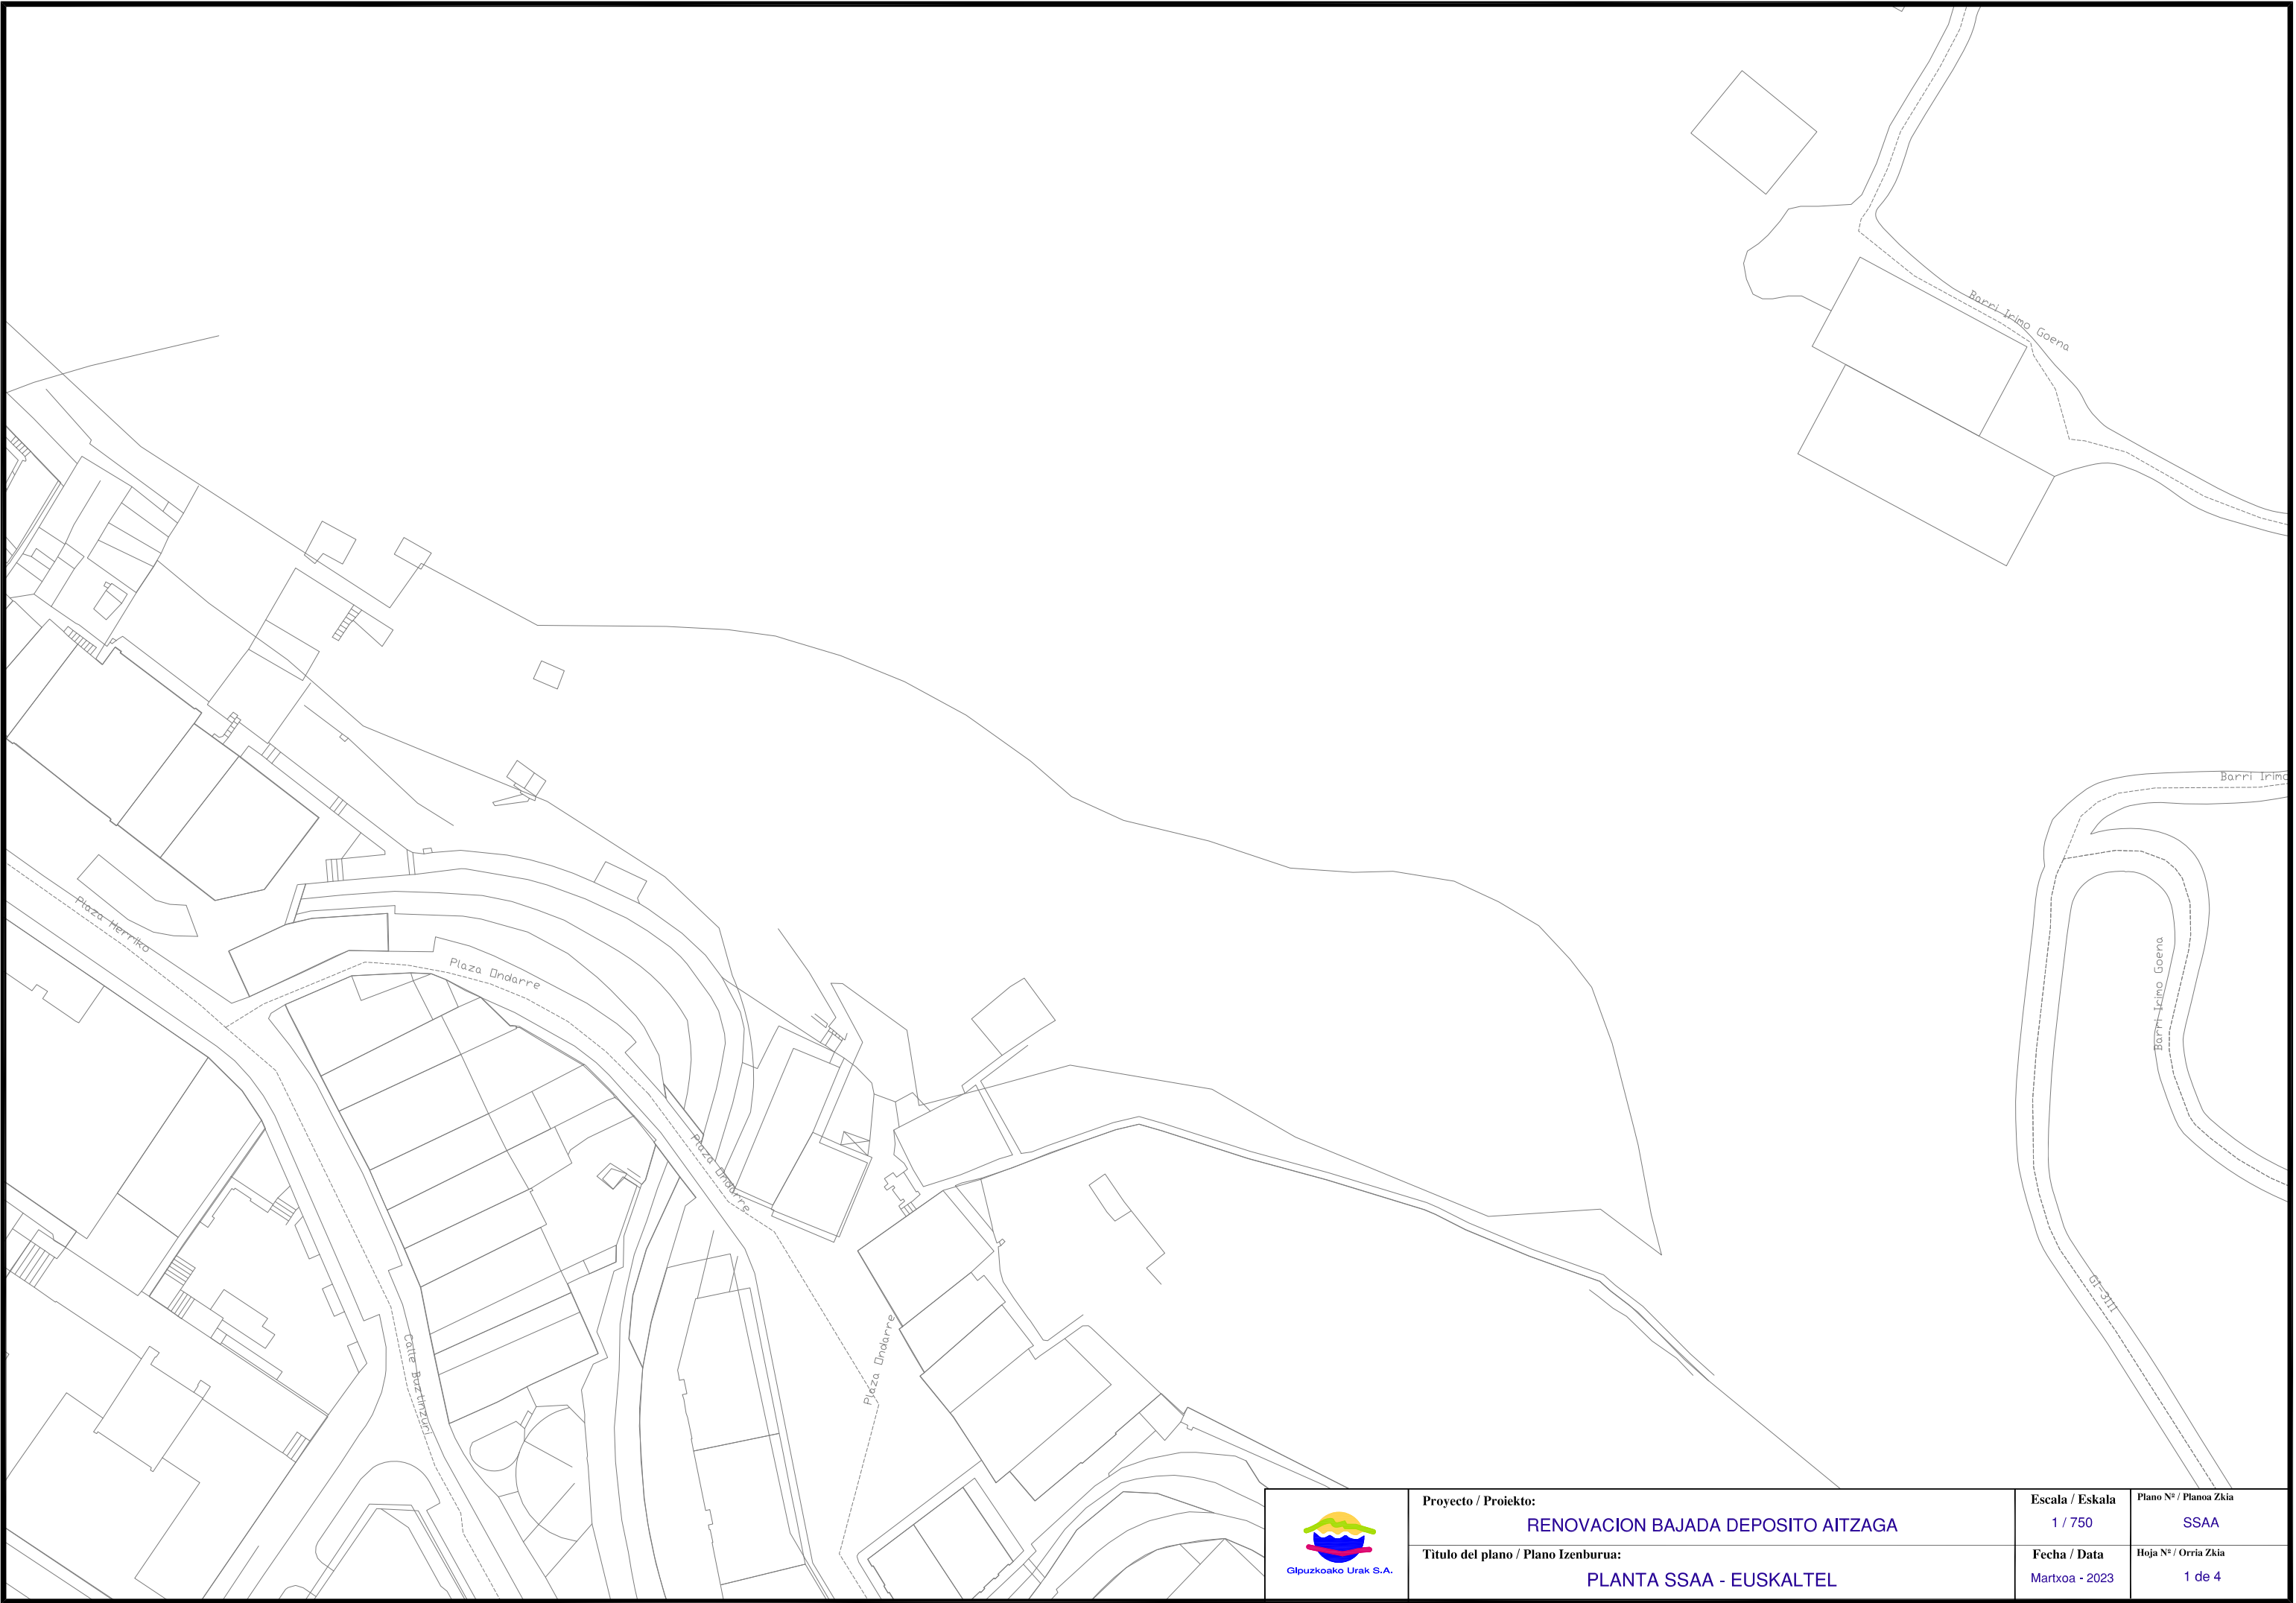 Barri Irimo Goena
Barri Irimo
Plaza Herriko
Plaza Ondarre
Barri Irimo Goena
Plaza Ondarre
GI-3111
Plaza Ondarre
Calle Buztinzuri
Proyecto / Proiekto:
RENOVACION BAJADA DEPOSITO AITZAGA
Titulo del plano / Plano Izenburua:
PLANTA SSAA - EUSKALTEL
Escala / Eskala
1 / 750
Fecha / Data
Martxoa - 2023
Plano Nº / Planoa Zkia
SSAA
Hoja Nº / Orria Zkia
1 de 4
GIpuzkoako Urak S.A.